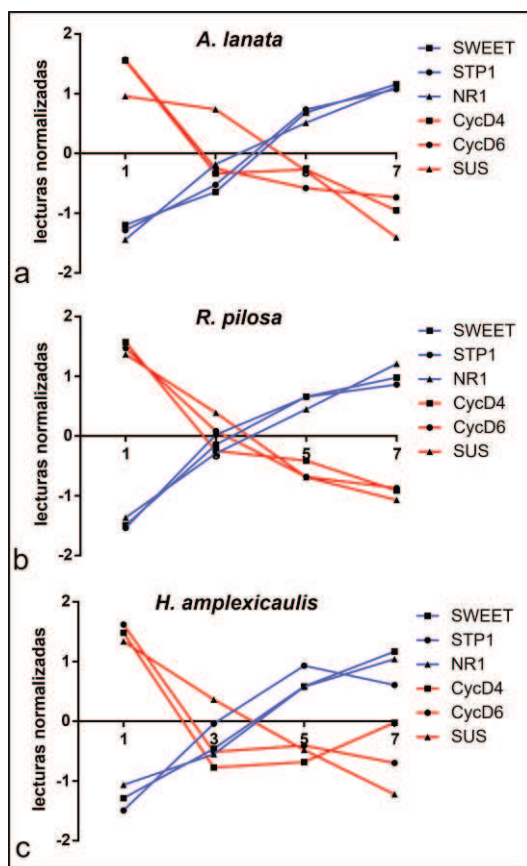 A. lanata
2
1
0
-1
-2
1
3
5
7
lecturas normalizadas
SWEET
STP1
NR1
CycD4
CycD6
SUS
a
R. pilosa
2
1
0
-1
-2
1
3
5
7
lecturas normalizadas
SWEET
STP1
NR1
CycD4
CycD6
SUS
b
H. amplexicaulis
2
1
0
-1
-2
1
3
5
7
lecturas normalizadas
SWEET
STP1
NR1
CycD4
CycD6
SUS
c